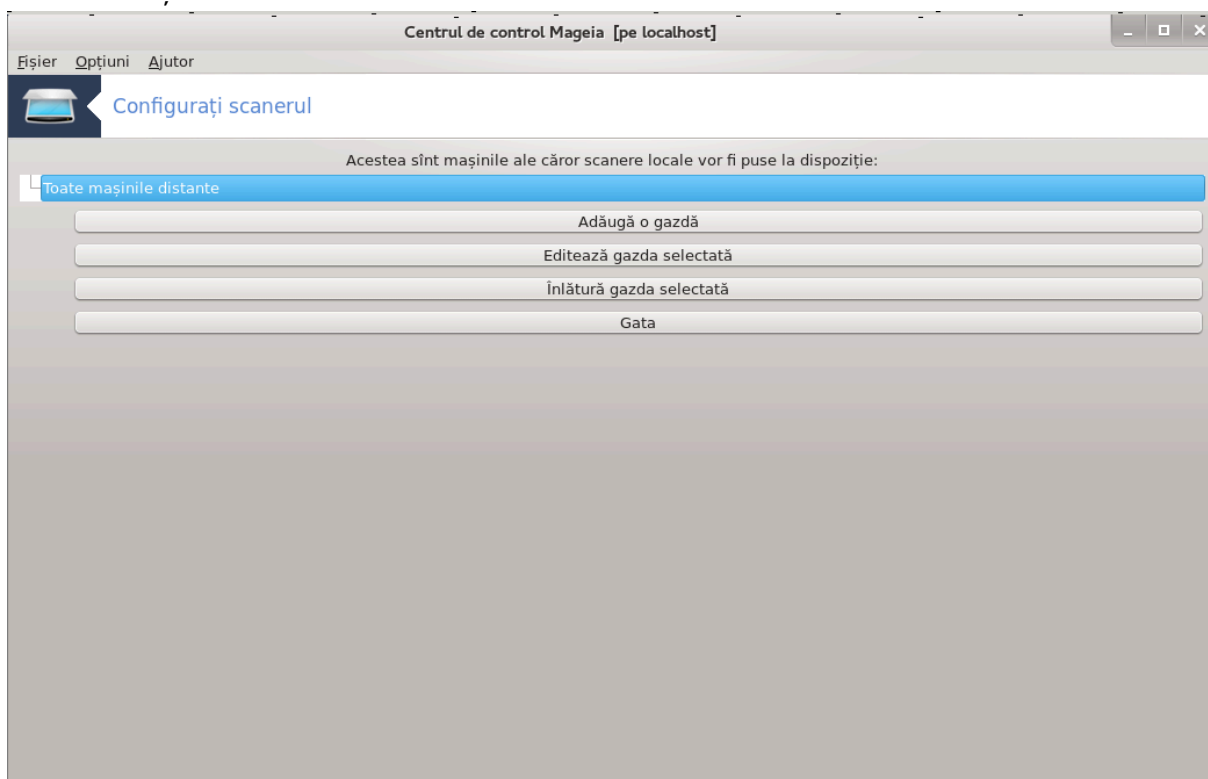 Centrul de control Mageia [pe localhost]
Fișier Opțiuni Ajutor
Configurați scanerul
Acestea sînt mașinile ale căror scanere locale vor fi puse la dispoziție:
Toate mașinile distante
Adăugă o gazdă
Editează gazda selectată
Înlătură gazda selectată
Gata